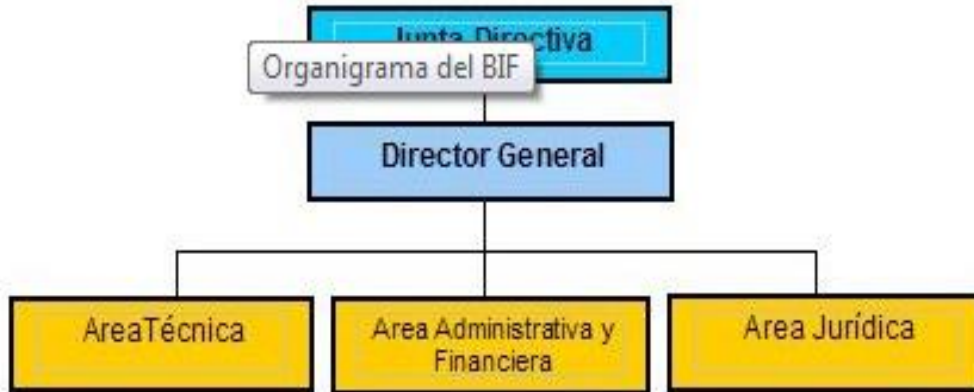 Junta Directiva
Organigrama del BIF
Director General
AreaTécnica
Area Administrativa y
Financiera
Area Jurídica